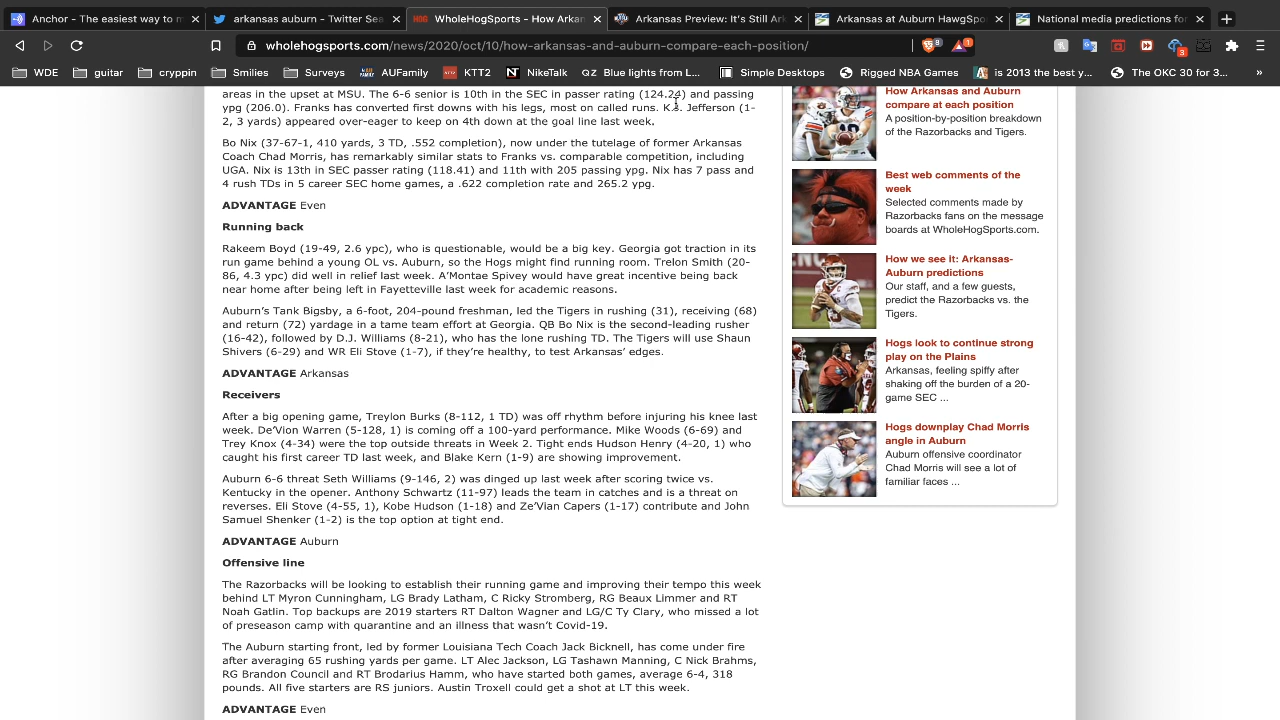 Anchor - The easiest way to m
arkansas auburn - Twitter Sea
HOG
WholeHogSports - How Arkan
Arkansas Preview: It's Still Ar
Arkansas at Auburn HawgSpo
National media predictions for
wholehogsports.com/news/2020/oct/10/how-arkansas-and-auburn-compare-each-position/
8
1
3
WDE
guitar
cryppin
Smilies
Surveys
AUFamily
KTT2
NikeTalk
QZ Blue lights from L...
Simple Desktops
Rigged NBA Games
is 2013 the best y...
The OKC 30 for 3...
»
areas in the upset at MSU. The 6-6 senior is 10th in the SEC in passer rating (124.24) and passing
ypg (206.0). Franks has converted first downs with his legs, most on called runs. K.J. Jefferson (1-
2, 3 yards) appeared over-eager to keep on 4th down at the goal line last week.
Bo Nix (37-67-1, 410 yards, 3 TD, .552 completion), now under the tutelage of former Arkansas
Coach Chad Morris, has remarkably similar stats to Franks vs. comparable competition, including
UGA. Nix is 13th in SEC passer rating (118.41) and 11th with 205 passing ypg. Nix has 7 pass and
4 rush TDs in 5 career SEC home games, a .622 completion rate and 265.2 ypg.
ADVANTAGE Even
Running back
Rakeem Boyd (19-49, 2.6 ypc), who is questionable, would be a big key. Georgia got traction in its
run game behind a young OL vs. Auburn, so the Hogs might find running room. Trelon Smith (20-
86, 4.3 ypc) did well in relief last week. A'Montae Spivey would have great incentive being back
near home after being left in Fayetteville last week for academic reasons.
Auburn's Tank Bigsby, a 6-foot, 204-pound freshman, led the Tigers in rushing (31), receiving (68)
and return (72) yardage in a tame team effort at Georgia. QB Bo Nix is the second-leading rusher
(16-42), followed by D.J. Williams (8-21), who has the lone rushing TD. The Tigers will use Shaun
Shivers (6-29) and WR Eli Stove (1-7), if they're healthy, to test Arkansas' edges.
ADVANTAGE Arkansas
Receivers
After a big opening game, Treylon Burks (8-112, 1 TD) was off rhythm before injuring his knee last
week. De'Vion Warren (5-128, 1) is coming off a 100-yard performance. Mike Woods (6-69) and
Trey Knox (4-34) were the top outside threats in Week 2. Tight ends Hudson Henry (4-20, 1) who
caught his first career TD last week, and Blake Kern (1-9) are showing improvement.
Auburn 6-6 threat Seth Williams (9-146, 2) was dinged up last week after scoring twice vs.
Kentucky in the opener. Anthony Schwartz (11-97) leads the team in catches and is a threat on
reverses. Eli Stove (4-55, 1), Kobe Hudson (1-18) and Ze'Vian Capers (1-17) contribute and John
Samuel Shenker (1-2) is the top option at tight end.
ADVANTAGE Auburn
Offensive line
The Razorbacks will be looking to establish their running game and improving their tempo this week
behind LT Myron Cunningham, LG Brady Latham, C Ricky Stromberg, RG Beaux Limmer and RT
Noah Gatlin. Top backups are 2019 starters RT Dalton Wagner and LG/C Ty Clary, who missed a lot
of preseason camp with quarantine and an illness that wasn't Covid-19.
The Auburn starting front, led by former Louisiana Tech Coach Jack Bicknell, has come under fire
after averaging 65 rushing yards per game. LT Alec Jackson, LG Tashawn Manning, C Nick Brahms,
RG Brandon Council and RT Brodarius Hamm, who have started both games, average 6-4, 318
pounds. All five starters are RS juniors. Austin Troxell could get a shot at LT this week.
ADVANTAGE Even
How Arkansas and Auburn
compare at each position
A position-by-position breakdown
of the Razorbacks and Tigers.
Best web comments of the
week
Selected comments made by
Razorbacks fans on the message
boards at WholeHogSports.com.
How we see it: Arkansas-
Auburn predictions
Our staff, and a few guests,
predict the Razorbacks vs. the
Tigers.
Hogs look to continue strong
play on the Plains
Arkansas, feeling spiffy after
shaking off the burden of a 20-
game SEC ...
Hogs downplay Chad Morris
angle in Auburn
Auburn offensive coordinator
Chad Morris will see a lot of
familiar faces ...